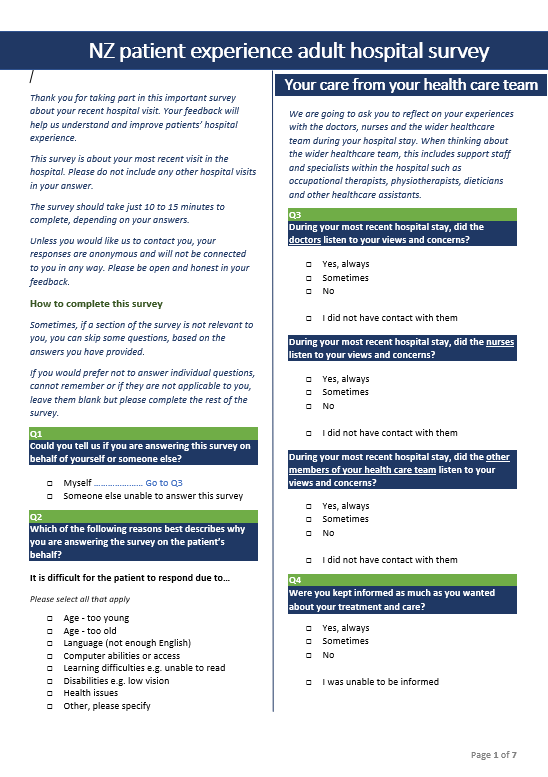 NZ patient experience adult hospital survey
/
Thank you for taking part in this important survey
about your recent hospital visit. Your feedback will
help us understand and improve patients' hospital
experience.
This survey is about your most recent visit in the
hospital. Please do not include any other hospital visits
in your answer.
The survey should take just 10 to 15 minutes to
complete, depending on your answers.
Unless you would like us to contact you, your
responses are anonymous and will not be connected
to you in any way. Please be open and honest in your
feedback.
How to complete this survey
Sometimes, if a section of the survey is not relevant to
you, you can skip some questions, based on the
answers you have provided.
If you would prefer not to answer individual questions,
cannot remember or if they are not applicable to you,
leave them blank but please complete the rest of the
survey.
Q1
Could you tell us if you are answering this survey on
behalf of yourself or someone else?
□ Myself ..................... Go to Q3
□ Someone else unable to answer this survey
Q2
Which of the following reasons best describes why
you are answering the survey on the patient's
behalf?
It is difficult for the patient to respond due to...
Please select all that apply
□ Age - too young
□ Age - too old
□ Language (not enough English)
□ Computer abilities or access
□ Learning difficulties e.g. unable to read
□ Disabilities e.g. low vision
□ Health issues
□ Other, please specify
Your care from your health care team
We are going to ask you to reflect on your experiences
with the doctors, nurses and the wider healthcare
team during your hospital stay. When thinking about
the wider healthcare team, this includes support staff
and specialists within the hospital such as
occupational therapists, physiotherapists, dieticians
and other healthcare assistants.
Q3
During your most recent hospital stay, did the
doctors listen to your views and concerns?
□ Yes, always
□ Sometimes
□ No
□ I did not have contact with them
During your most recent hospital stay, did the nurses
listen to your views and concerns?
□ Yes, always
□ Sometimes
□ No
□ I did not have contact with them
During your most recent hospital stay, did the other
members of your health care team listen to your
views and concerns?
□ Yes, always
□ Sometimes
□ No
□ I did not have contact with them
Q4
Were you kept informed as much as you wanted
about your treatment and care?
□ Yes, always
□ Sometimes
□ No
□ I was unable to be informed
Page 1 of 7